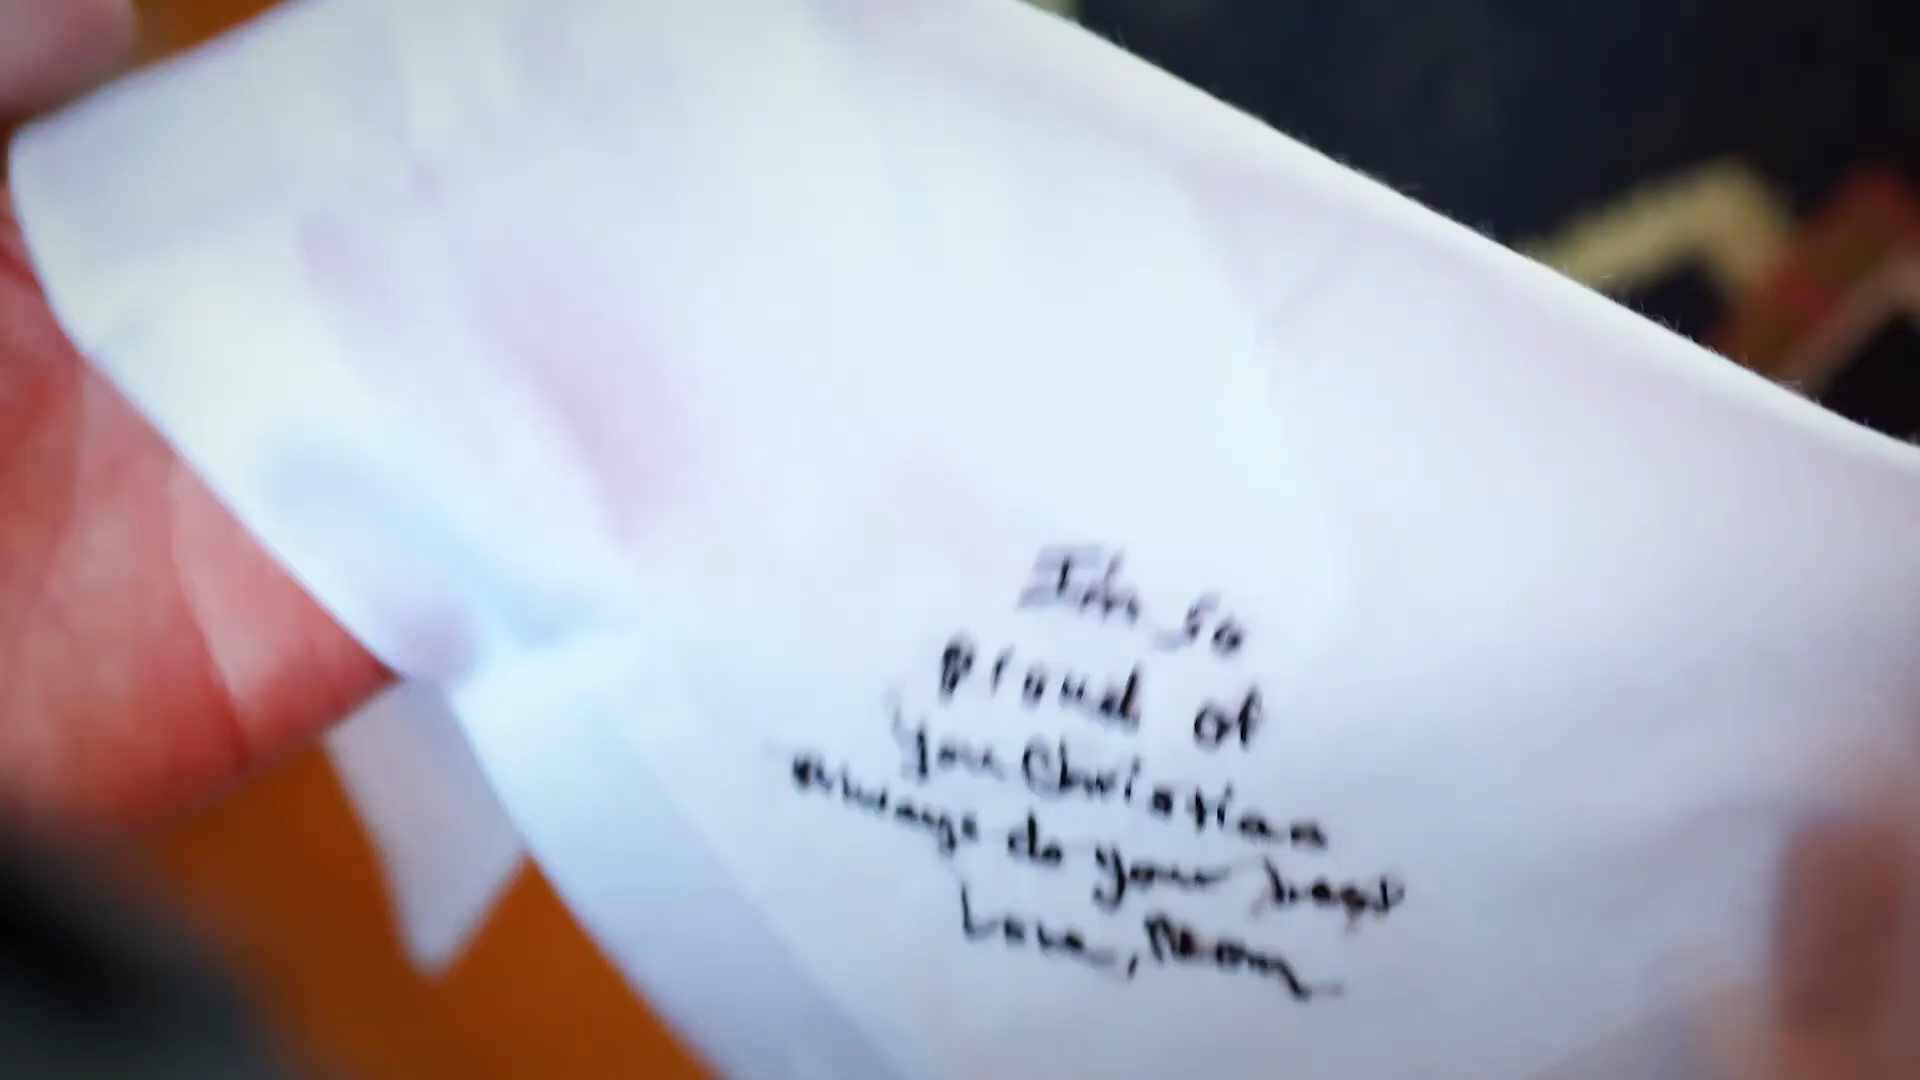 I'm so
Proud of
you Christian
Always do your best
Love, Mom